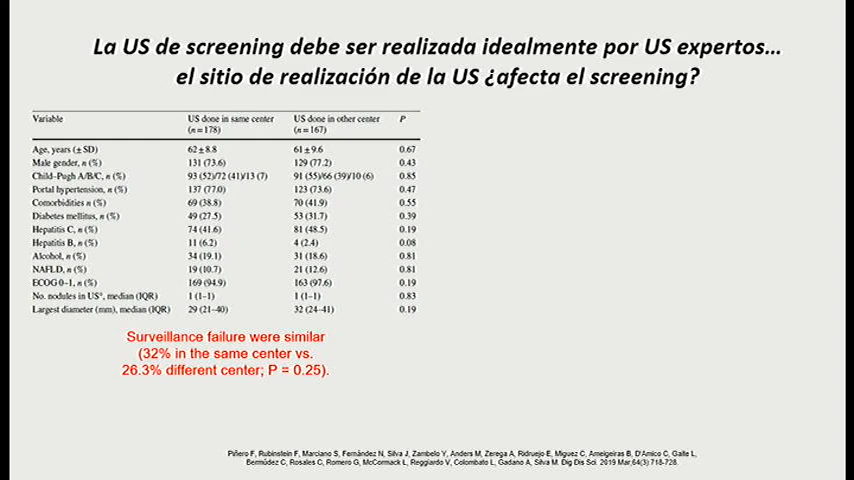 La US de screening debe ser realizada idealmente por US expertos...
el sitio de realización de la US ¿afecta el screening?
Variable US done in same center (n=178) US done in other center (n=167) P
Age, years (±SD) 62±8.8 61±9.6 0.67
Male gender, n (%) 131 (73.6) 129 (77.2) 0.43
Child–Pugh A/B/C, n (%) 93 (52)/72 (41)/13 (7) 91 (55)/66 (39)/10 (6) 0.85
Portal hypertension, n (%) 137 (77.0) 123 (73.6) 0.47
Comorbidities n (%) 69 (38.8) 70 (41.9) 0.55
Diabetes mellitus, n (%) 49 (27.5) 53 (31.7) 0.39
Hepatitis C, n (%) 74 (41.6) 81 (48.5) 0.19
Hepatitis B, n (%) 11 (6.2) 4 (2.4) 0.08
Alcohol, n (%) 34 (19.1) 31 (18.6) 0.81
NAFLD, n (%) 19 (10.7) 21 (12.6) 0.81
ECOG 0–1, n (%) 169 (94.9) 163 (97.6) 0.19
No. nodules in USª, median (IQR) 1 (1–1) 1 (1–1) 0.83
Largest diameter (mm), median (IQR) 29 (21–40) 32 (24–41) 0.19
Surveillance failure were similar
(32% in the same center vs.
26.3% different center; P = 0.25).
Piñero F, Rubinstein F, Marciano S, Fernández N, Silva J, Zambelo Y, Anders M, Zerega A, Ridruejo E, Miguez C, Ameigeiras B, D'Amico C, Gaite L,
Bermúdez C, Rosales C, Romero G, McCormack L, Reggiardo V, Colombato L, Gadano A, Silva M. Dig Dis Sci. 2019 Mar;64(3):718-728.